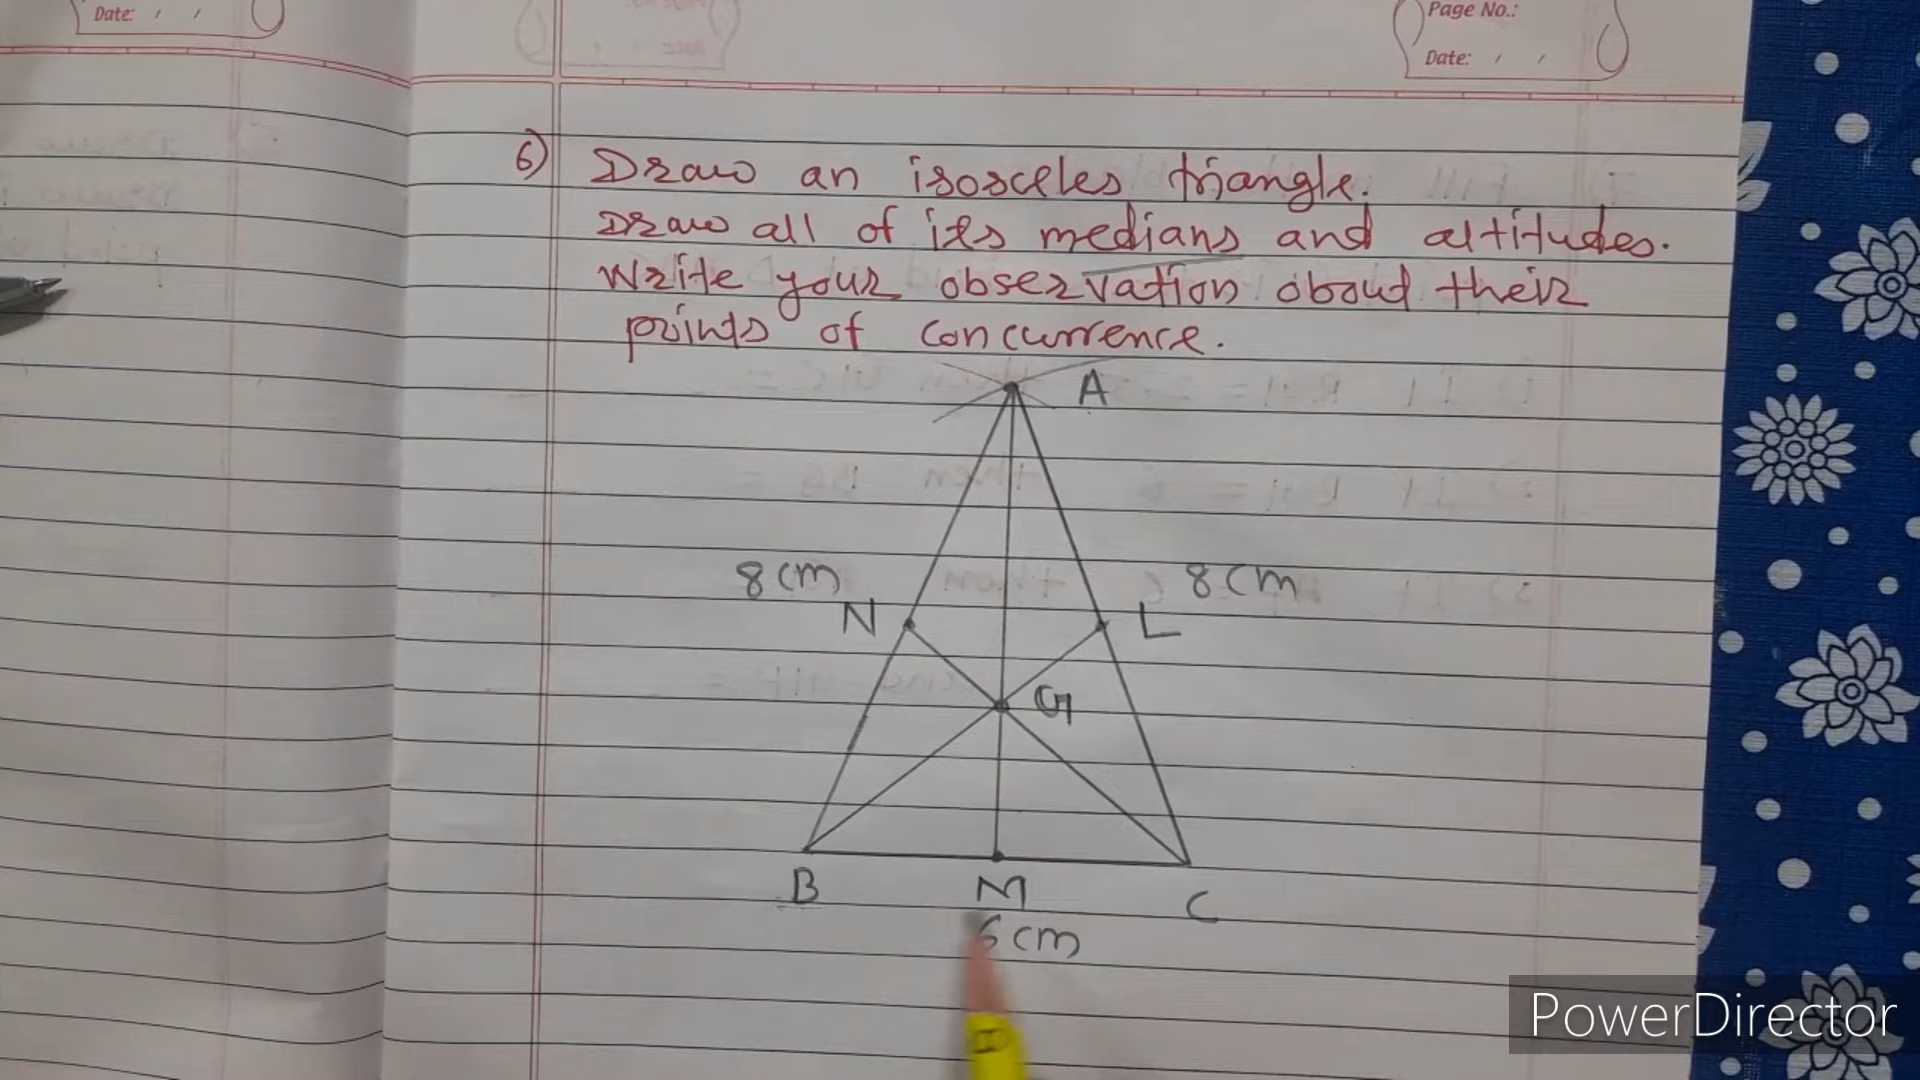 Date: / /
Page No.:
Date: / /
6) Draw an isosceles triangle.
Draw all of its medians and altitudes.
Write your observation about their
points of concurrence.
A
8 cm
8 cm
N
L
G
B
M
C
6 cm
PowerDirector